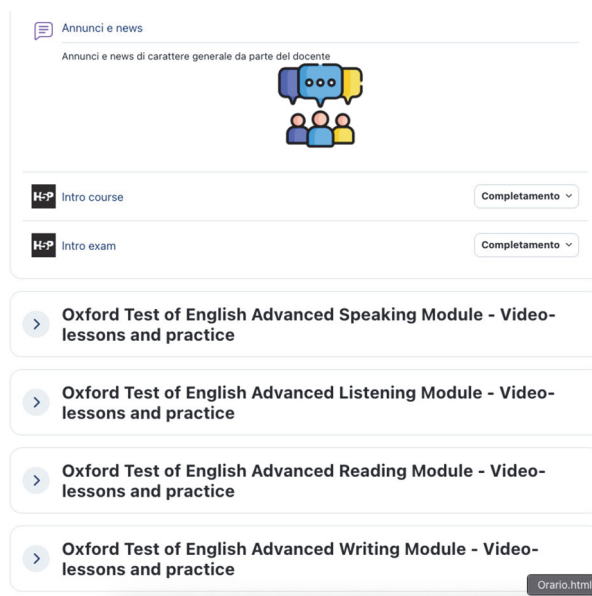 Annunci e news
Annunci e news di carattere generale da parte del docente
H5P Intro course Completamento
H5P Intro exam Completamento
Oxford Test of English Advanced Speaking Module - Video-
lessons and practice
Oxford Test of English Advanced Listening Module - Video-
lessons and practice
Oxford Test of English Advanced Reading Module - Video-
lessons and practice
Oxford Test of English Advanced Writing Module - Video-
lessons and practice
Orario.html